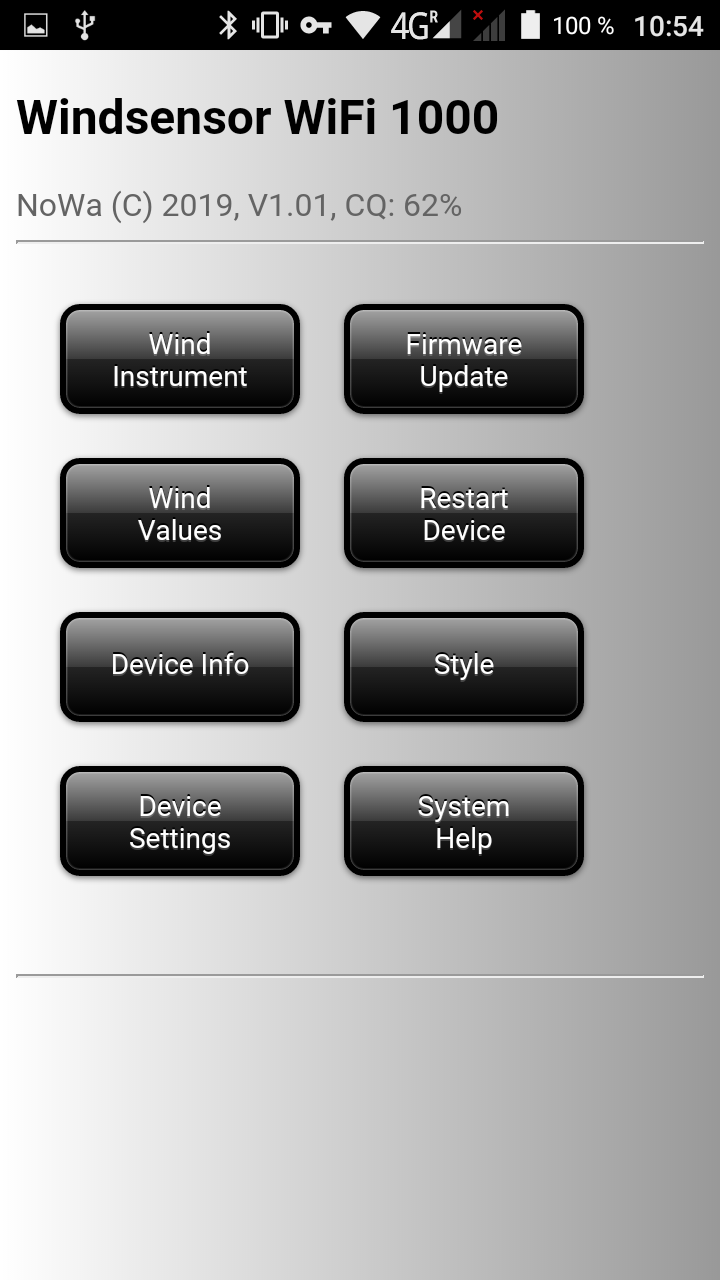 4G R 100 % 10:54
Windsensor WiFi 1000
NoWa (C) 2019, V1.01, CQ: 62%
Wind
Instrument
Firmware
Update
Wind
Values
Restart
Device
Device Info
Style
Device
Settings
System
Help